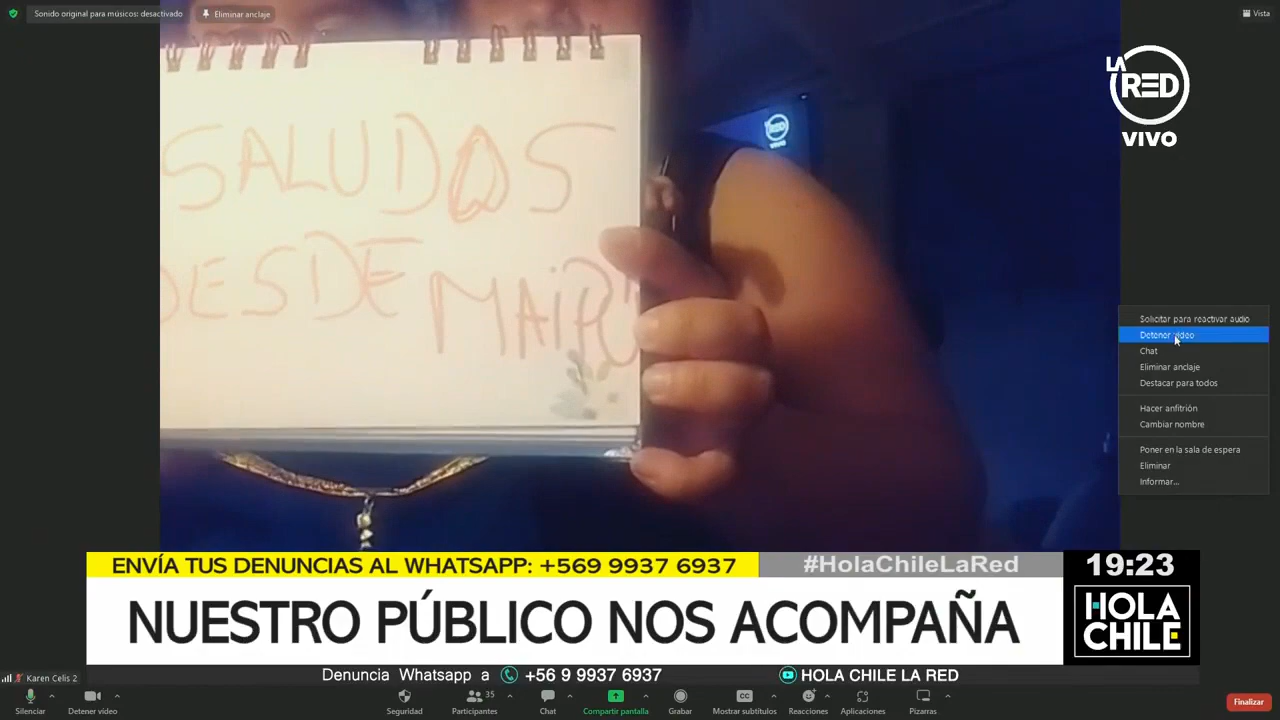 Sonido original para músicos: desactivado
Eliminar anclaje
Vista
LA RED
VIVO
SALUDOS
DESDE MAIPÚ
Solicitar para reactivar audio
Detener video
Chat
Eliminar anclaje
Destacar para todos
Hacer anfitrión
Cambiar nombre
Poner en la sala de espera
Eliminar
Informar...
ENVÍA TUS DENUNCIAS AL WHATSAPP: +569 9937 6937
#HolaChileLaRed
19:23
NUESTRO PÚBLICO NOS ACOMPAÑA
HOLA
CHILE
Denuncia Whatsapp a +56 9 9937 6937
HOLA CHILE LA RED
Karen Celis 2
Silenciar
Detener video
Seguridad
35
Participantes
Chat
Compartir pantalla
Grabar
CC
Mostrar subtítulos
Reacciones
Aplicaciones
Pizarras
Finalizar